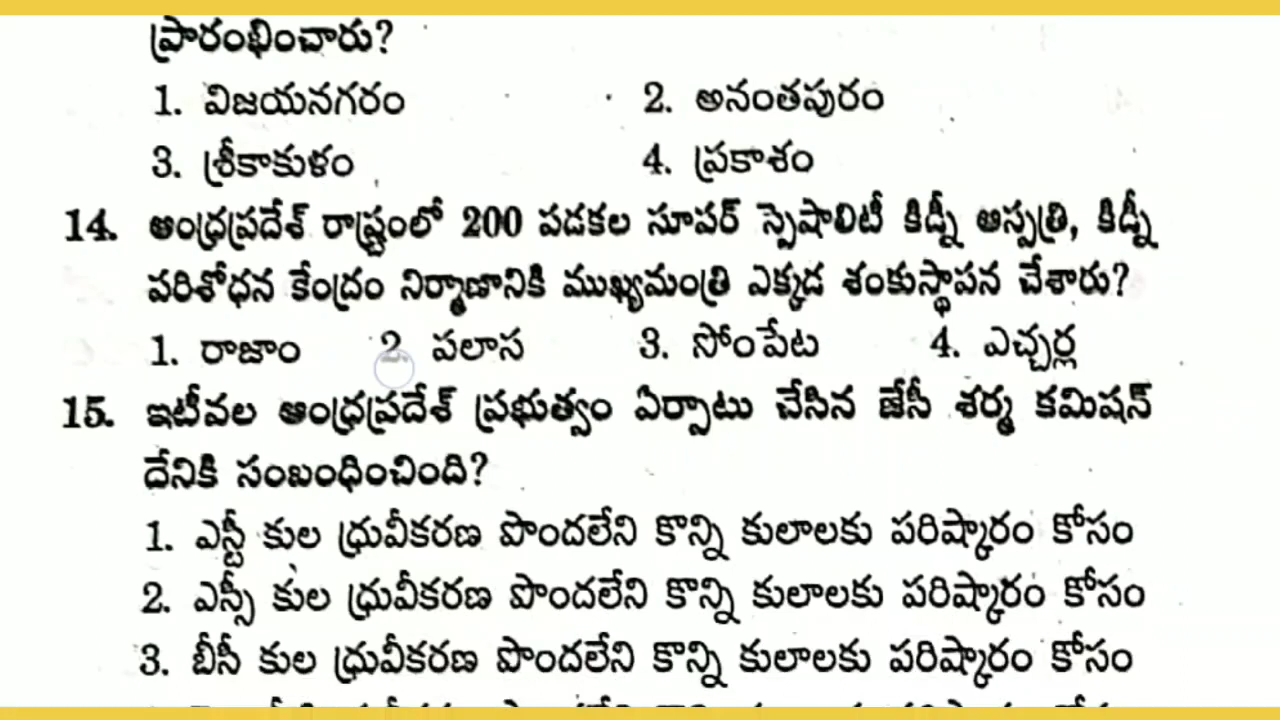 ప్రారంభించారు?
1. విజయనగరం 2. అనంతపురం
3. శ్రీకాకుళం 4. ప్రకాశం
14. ఆంధ్రప్రదేశ్ రాష్ట్రంలో 200 పడకల సూపర్ స్పెషాలిటీ కిడ్నీ ఆస్పత్రి, కిడ్నీ
పరిశోధన కేంద్రం నిర్మాణానికి ముఖ్యమంత్రి ఎక్కడ శంకుస్థాపన చేశారు?
1. రాజాం 2 పలాస 3. సోంపేట 4. ఎచ్చర్ల
15. ఇటీవల ఆంధ్రప్రదేశ్ ప్రభుత్వం ఏర్పాటు చేసిన జేసీ శర్మ కమిషన్
దేనికి సంబంధించింది?
1. ఎస్టీ కుల ధ్రువీకరణ పొందలేని కొన్ని కులాలకు పరిష్కారం కోసం
2. ఎస్సీ కుల ధ్రువీకరణ పొందలేని కొన్ని కులాలకు పరిష్కారం కోసం
3. బీసీ కుల ధ్రువీకరణ పొందలేని కొన్ని కులాలకు పరిష్కారం కోసం